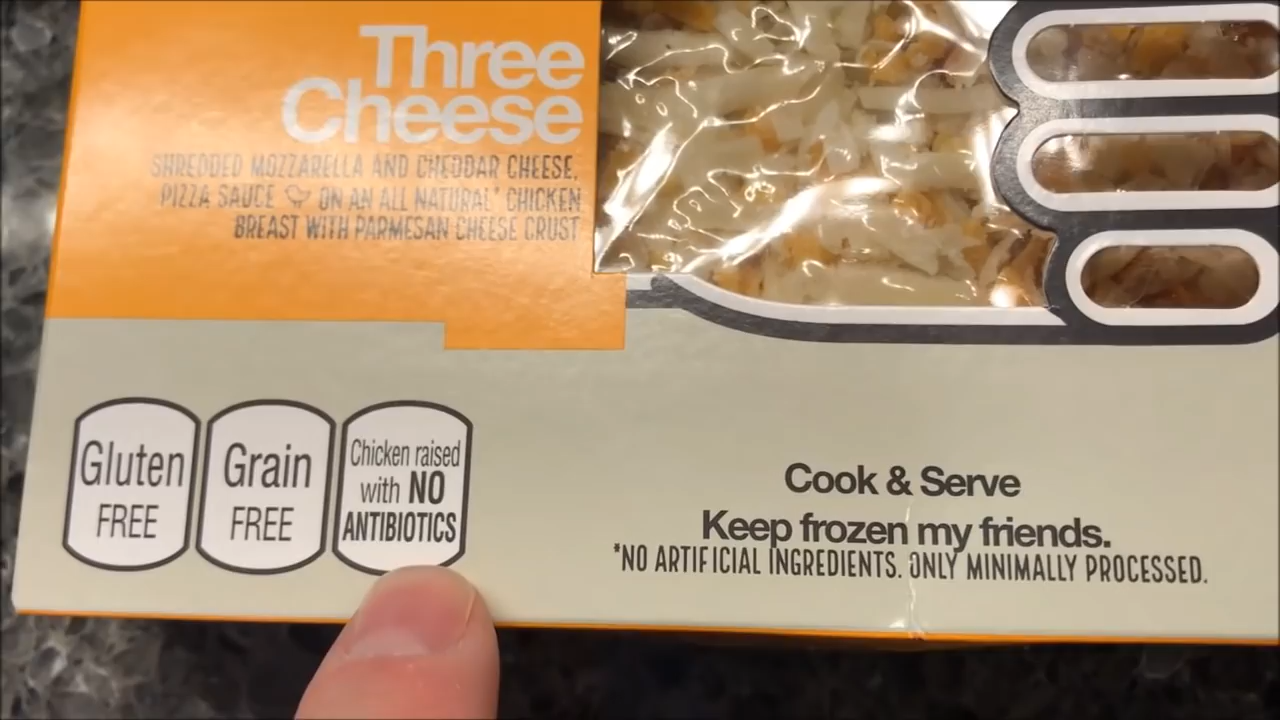 Three
Cheese
SHREDDED MOZZARELLA AND CHEDDAR CHEESE,
PIZZA SAUCE ON AN ALL NATURAL* CHICKEN
BREAST WITH PARMESAN CHEESE CRUST
Gluten
FREE
Grain
FREE
Chicken raised
with NO
ANTIBIOTICS
Cook & Serve
Keep frozen my friends.
*NO ARTIFICIAL INGREDIENTS. ONLY MINIMALLY PROCESSED.